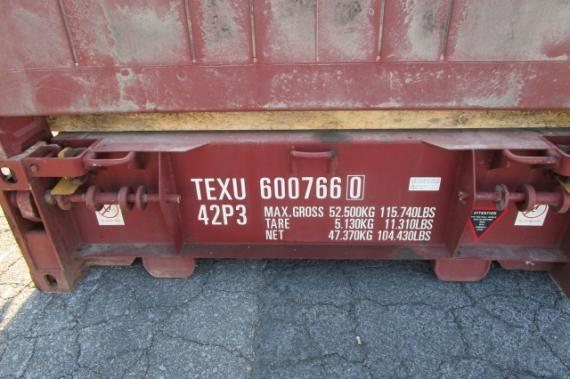 TEXU 600766 0
42P3
MAX.GROSS 52.500KG 115.740LBS
TARE 5.130KG 11.310LBS
NET 47.370KG 104.430LBS
ATTENTION